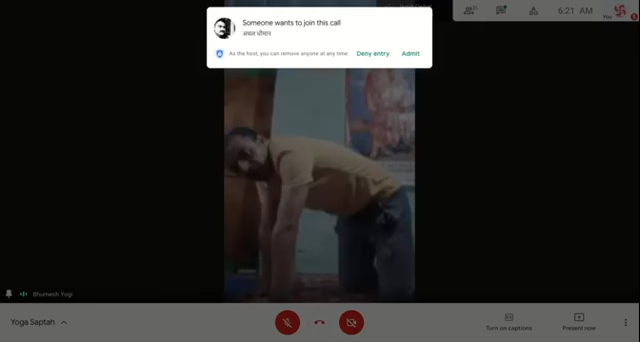 Someone wants to join this call
अचल धीमान
As the host, you can remove anyone at any time
Deny entry
Admit
6:21 AM
You
Bhumesh Yogi
Yoga Saptah
Turn on captions
Present now